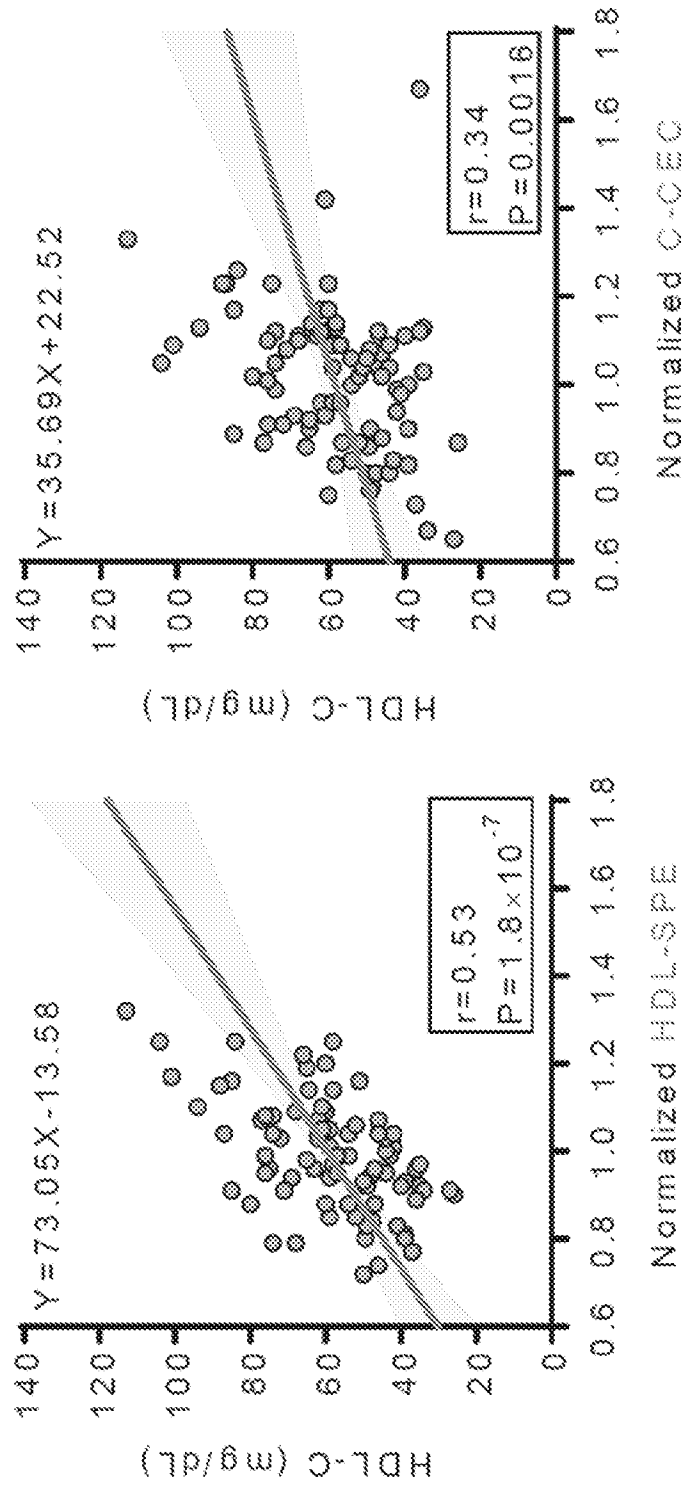 Y=73.05X-13.58
HDL-C (mg/dL)
140
120
100
80
60
40
20
0
r=0.53
P=1.8×10⁻⁷
0.6 0.8 1.0 1.2 1.4 1.6 1.8
Normalized HDL-SPE
Y=35.69X+22.52
HDL-C (mg/dL)
140
120
100
80
60
40
20
0
r=0.34
P=0.0016
0.6 0.8 1.0 1.2 1.4 1.6 1.8
Normalized C-CEC